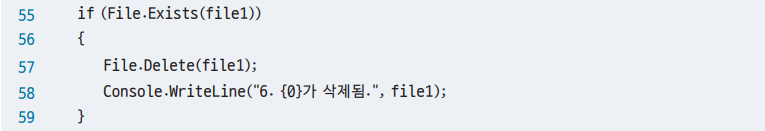 55 if (File.Exists(file1))
56 {
57 File.Delete(file1);
58 Console.WriteLine("6. {0}가 삭제됨.", file1);
59 }